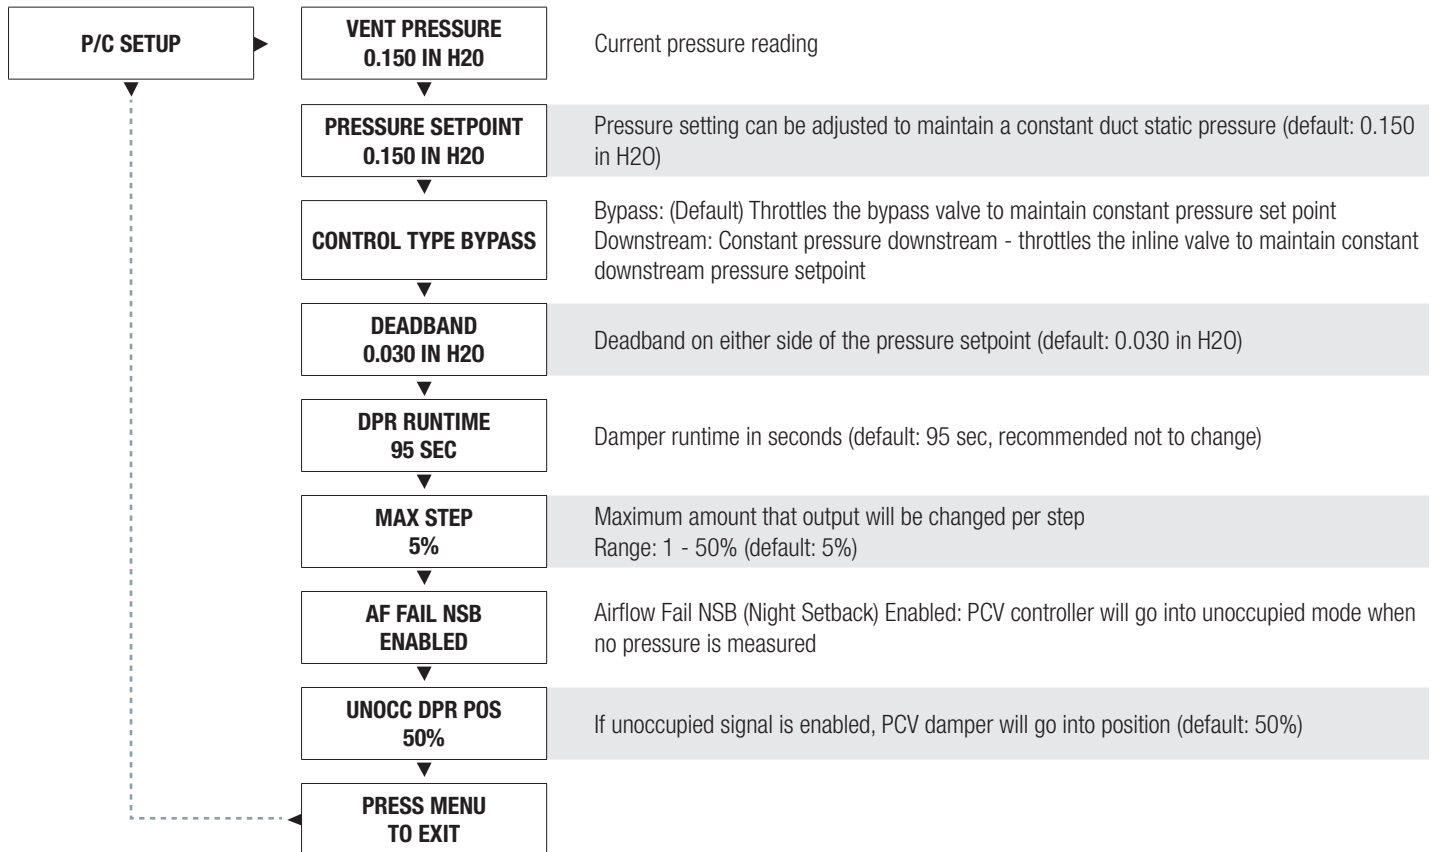 P/C SETUP
VENT PRESSURE
0.150 IN H2O
Current pressure reading
PRESSURE SETPOINT
0.150 IN H2O
Pressure setting can be adjusted to maintain a constant duct static pressure (default: 0.150
in H2O)
CONTROL TYPE BYPASS
Bypass: (Default) Throttles the bypass valve to maintain constant pressure set point
Downstream: Constant pressure downstream - throttles the inline valve to maintain constant
downstream pressure setpoint
DEADBAND
0.030 IN H2O
Deadband on either side of the pressure setpoint (default: 0.030 in H2O)
DPR RUNTIME
95 SEC
Damper runtime in seconds (default: 95 sec, recommended not to change)
MAX STEP
5%
Maximum amount that output will be changed per step
Range: 1 - 50% (default: 5%)
AF FAIL NSB
ENABLED
Airflow Fail NSB (Night Setback) Enabled: PCV controller will go into unoccupied mode when
no pressure is measured
UNOCC DPR POS
50%
If unoccupied signal is enabled, PCV damper will go into position (default: 50%)
PRESS MENU
TO EXIT